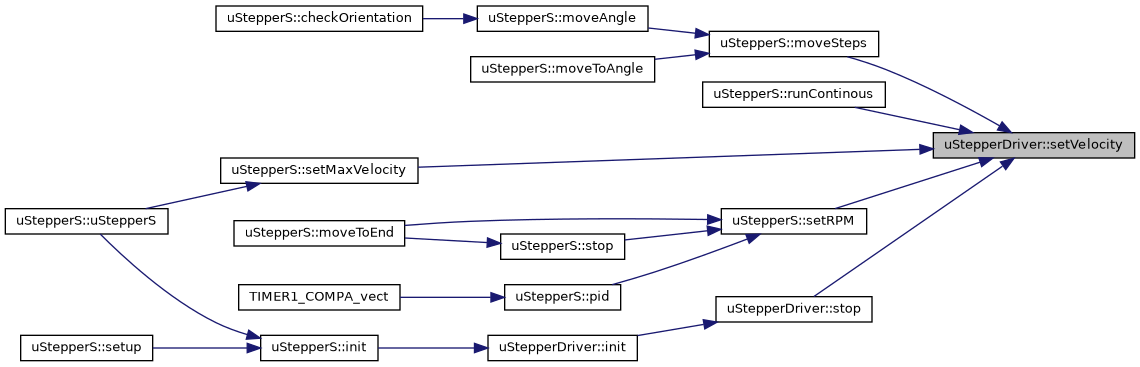 uStepperS::checkOrientation
uStepperS::moveAngle
uStepperS::moveSteps
uStepperS::moveToAngle
uStepperS::runContinous
uStepperDriver::setVelocity
uStepperS::setMaxVelocity
uStepperS::uStepperS
uStepperS::setRPM
uStepperS::moveToEnd
uStepperS::stop
TIMER1_COMPA_vect
uStepperS::pid
uStepperDriver::stop
uStepperS::setup
uStepperS::init
uStepperDriver::init